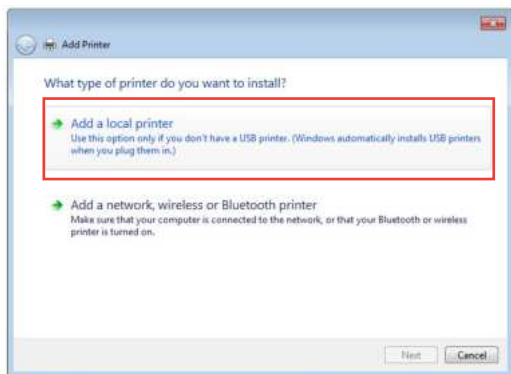 Add Printer
What type of printer do you want to install?
Add a local printer
Use this option only if you don't have a USB printer. (Windows automatically installs USB printers
when you plug them in.)
Add a network, wireless or Bluetooth printer
Make sure that your computer is connected to the network, or that your Bluetooth or wireless
printer is turned on.
Next Cancel